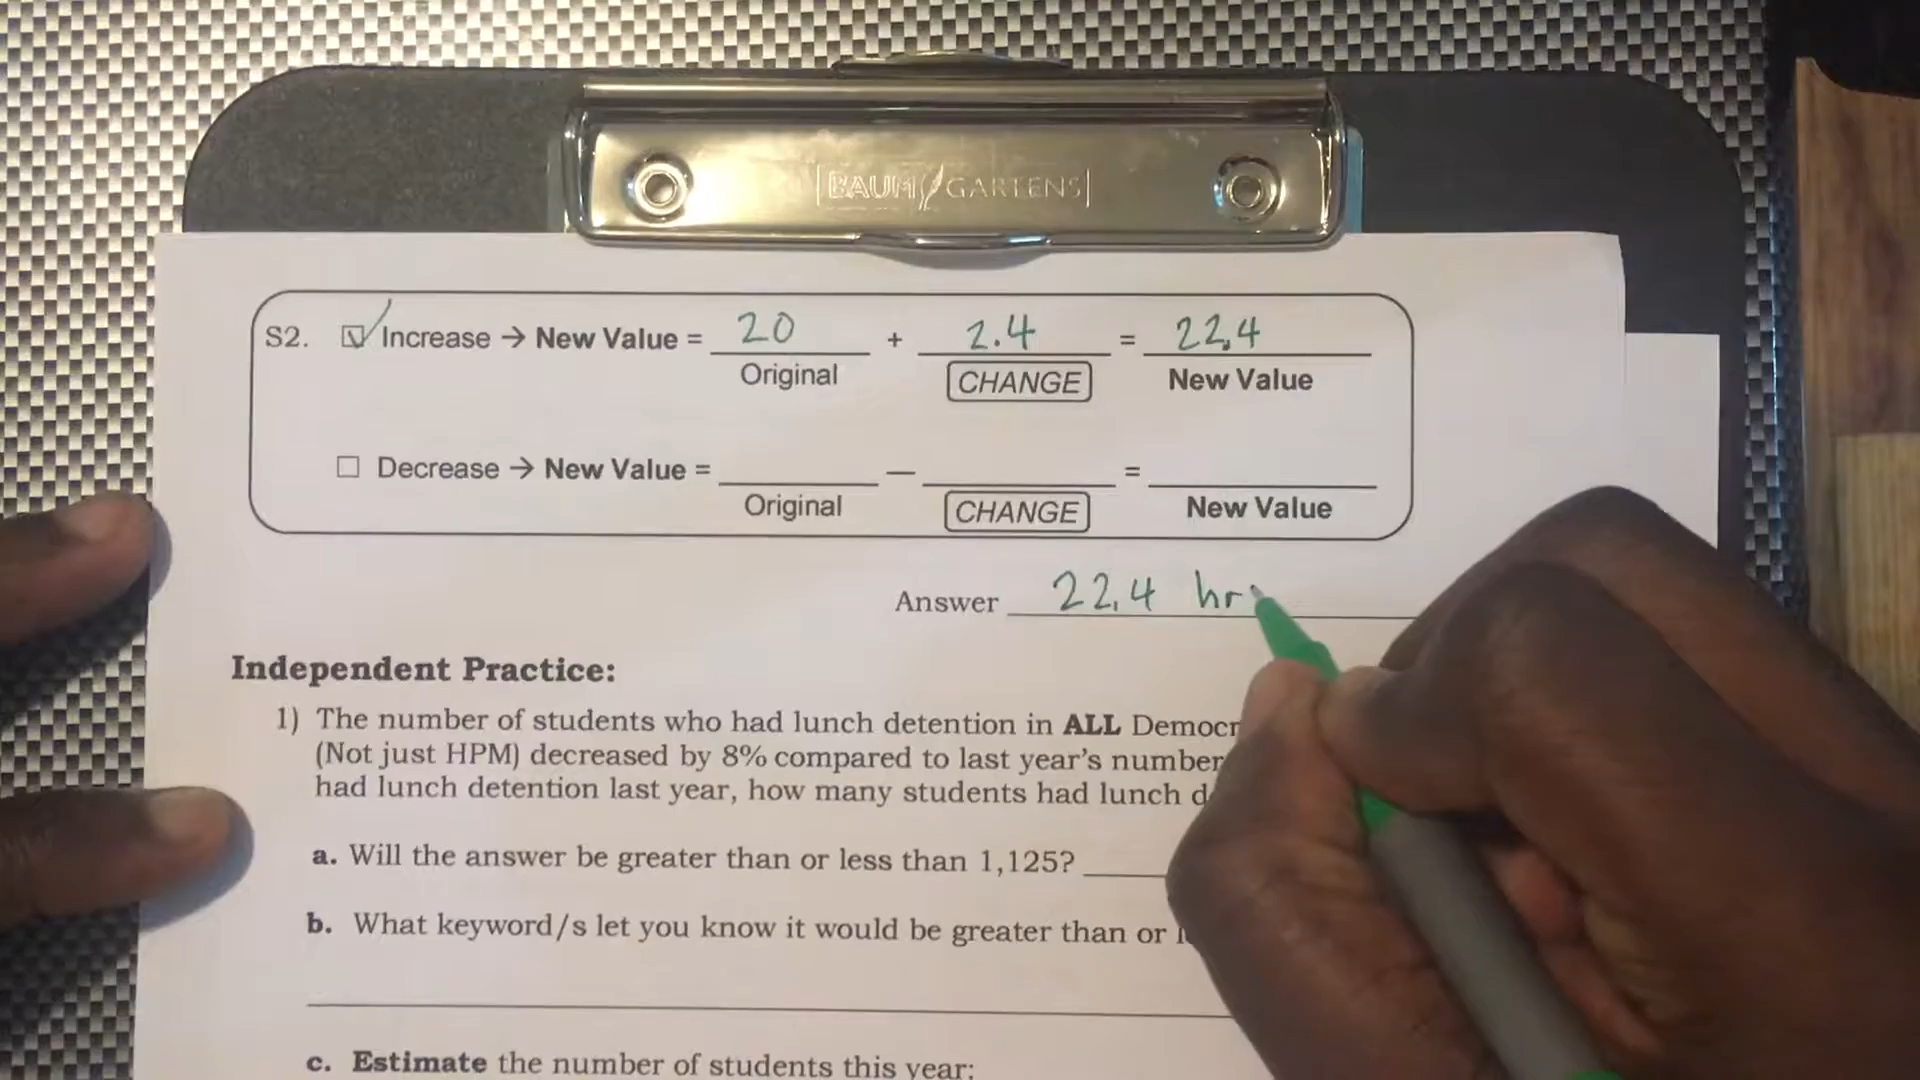 BAUM GARTENS
S2. Increase → New Value = 20 + 2.4 = 22.4
Original CHANGE New Value
Decrease → New Value = — =
Original CHANGE New Value
Answer 22.4 hr
Independent Practice:
1) The number of students who had lunch detention in ALL Democr
(Not just HPM) decreased by 8% compared to last year's number
had lunch detention last year, how many students had lunch d
a. Will the answer be greater than or less than 1,125?
b. What keyword/s let you know it would be greater than or
c. Estimate the number of students this year: